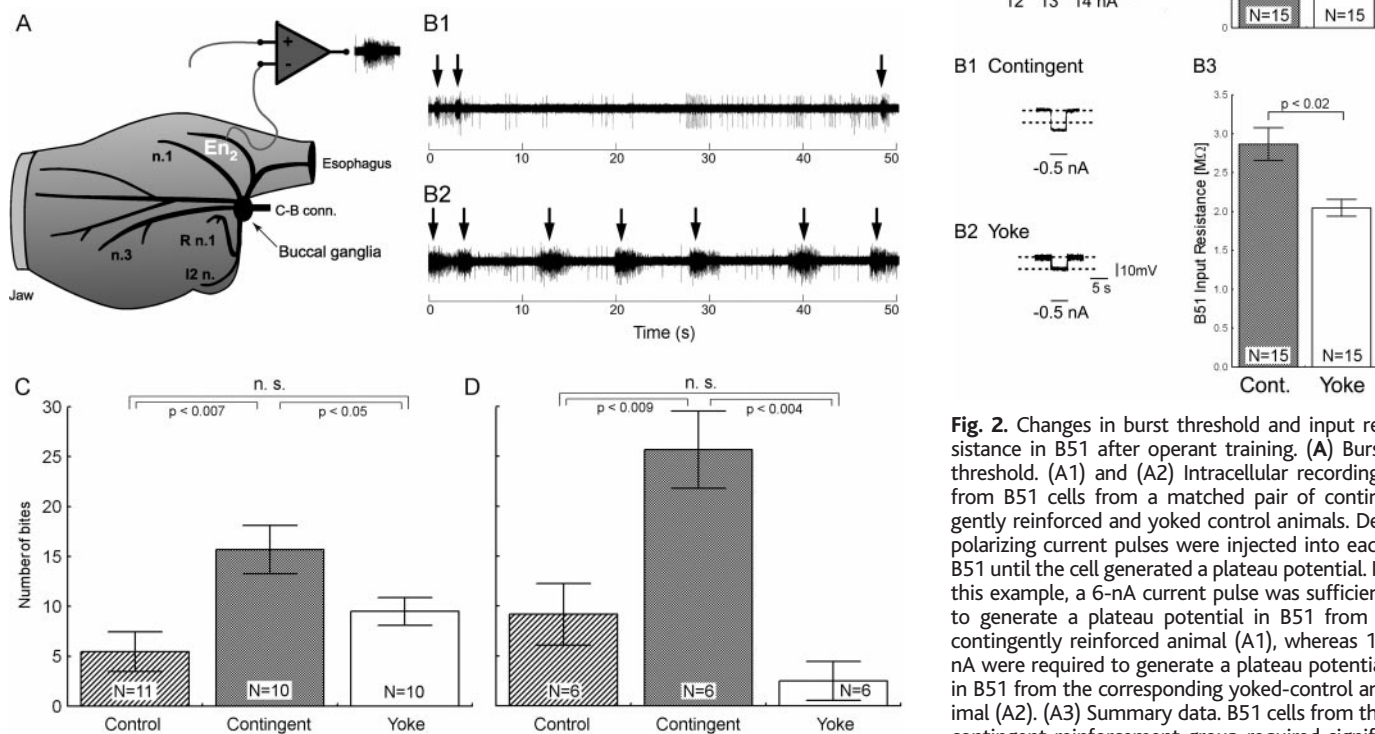 A
+
-
n.1
En2
Esophagus
C-B conn.
R n.1
Buccal ganglia
n.3
I2 n.
Jaw
B1
0 10 20 30 40 50
B2
0 10 20 30 40 50
Time (s)
C
n. s.
p < 0.007
p < 0.05
30
25
20
15
10
5
0
Number of bites
N=11
N=10
N=10
Control
Contingent
Yoke
D
n. s.
p < 0.009
p < 0.004
N=6
N=6
N=6
Control
Contingent
Yoke
12 13 14 nA
0
N=15
N=15
B1 Contingent
-0.5 nA
B2 Yoke
10mV
5 s
-0.5 nA
B3
p < 0.02
3.5
3.0
2.5
2.0
1.5
1.0
0.5
0.0
B51 Input Resistance [MΩ]
N=15
N=15
Cont.
Yoke
Fig. 2. Changes in burst threshold and input re
sistance in B51 after operant training. (A) Burs
threshold. (A1) and (A2) Intracellular recording
from B51 cells from a matched pair of contin
gently reinforced and yoked control animals. De
polarizing current pulses were injected into eac
B51 until the cell generated a plateau potential. I
this example, a 6-nA current pulse was sufficien
to generate a plateau potential in B51 from
contingently reinforced animal (A1), whereas 1
nA were required to generate a plateau potentia
in B51 from the corresponding yoked-control an
imal (A2). (A3) Summary data. B51 cells from th